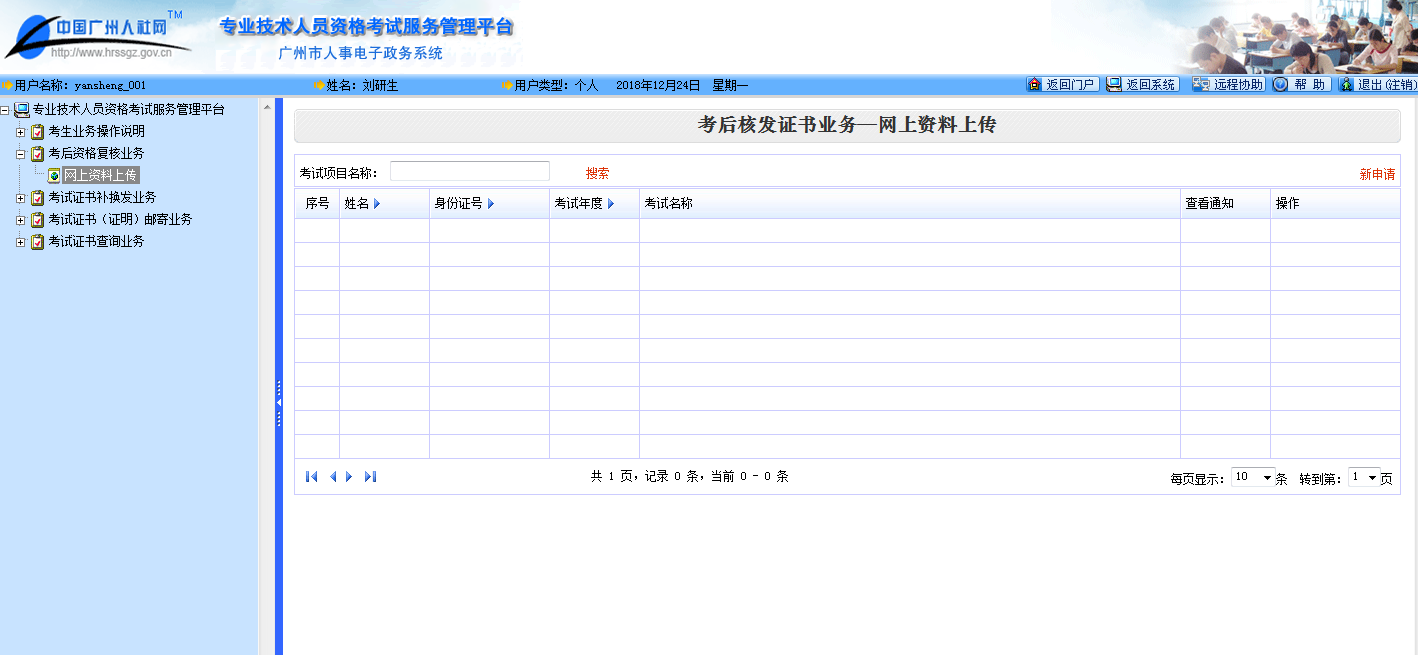 中国广州人社网 TM
http://www.hrssgz.gov.cn
专业技术人员资格考试服务管理平台
广州市人事电子政务系统
用户名称：yansheng_001 姓名：刘研生 用户类型：个人 2018年12月24日 星期一 返回门户 返回系统 远程协助 帮 助 退出(注销)
专业技术人员资格考试服务管理平台
考生业务操作说明
考后资格复核业务
网上资料上传
考试证书补换发业务
考试证书（证明）邮寄业务
考试证书查询业务
考后核发证书业务—网上资料上传
考试项目名称： 搜索 新申请
序号 姓名 身份证号 考试年度 考试名称 查看通知 操作
共 1 页，记录 0 条，当前 0 - 0 条 每页显示：10 条 转到第：1 页